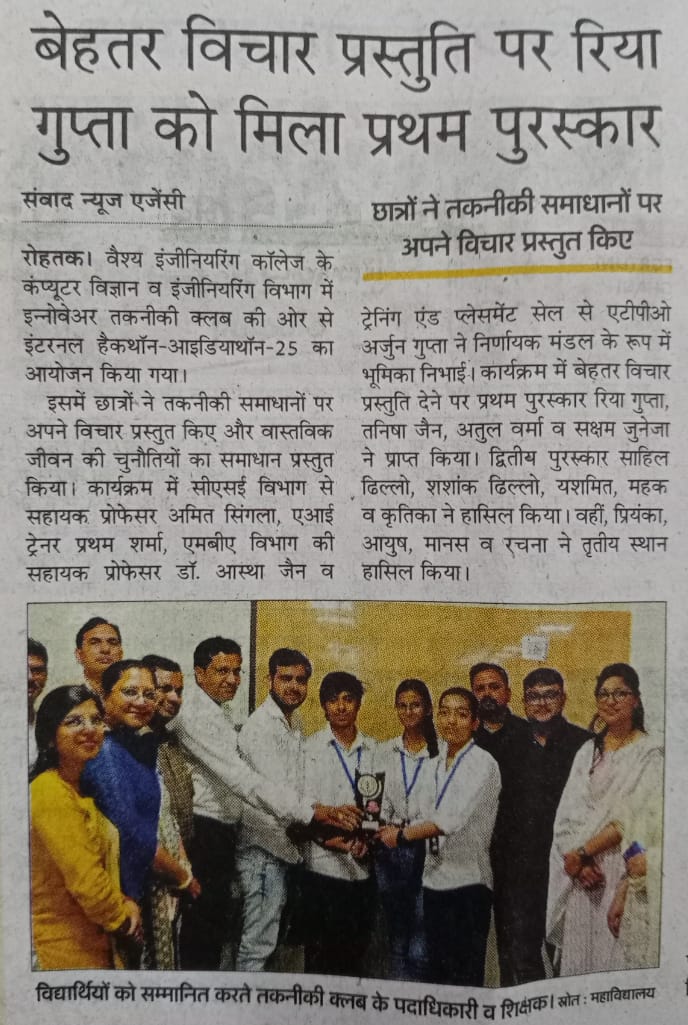 बेहतर विचार प्रस्तुति पर रिया
गुप्ता को मिला प्रथम पुरस्कार
संवाद न्यूज एजेंसी
रोहतक। वैश्य इंजीनियरिंग कॉलेज के
कंप्यूटर विज्ञान व इंजीनियरिंग विभाग में
इन्नोवेअर तकनीकी क्लब की ओर से
इंटरनल हैकथॉन-आइडियाथॉन-25 का
आयोजन किया गया।
इसमें छात्रों ने तकनीकी समाधानों पर
अपने विचार प्रस्तुत किए और वास्तविक
जीवन की चुनौतियों का समाधान प्रस्तुत
किया। कार्यक्रम में सीएसई विभाग से
सहायक प्रोफेसर अमित सिंगला, एआई
ट्रेनर प्रथम शर्मा, एमबीए विभाग की
सहायक प्रोफेसर डॉ. आस्था जैन व
छात्रों ने तकनीकी समाधानों पर
अपने विचार प्रस्तुत किए
ट्रेनिंग एंड प्लेसमेंट सेल से एटीपीओ
अर्जुन गुप्ता ने निर्णायक मंडल के रूप में
भूमिका निभाई। कार्यक्रम में बेहतर विचार
प्रस्तुति देने पर प्रथम पुरस्कार रिया गुप्ता,
तनिषा जैन, अतुल वर्मा व सक्षम जुनेजा
ने प्राप्त किया। द्वितीय पुरस्कार साहिल
ढिल्लो, शशांक ढिल्लो, यशमित, महक
व कृतिका ने हासिल किया। वहीं, प्रियंका,
आयुष, मानस व रचना ने तृतीय स्थान
हासिल किया।
विद्यार्थियों को सम्मानित करते तकनीकी क्लब के पदाधिकारी व शिक्षक। स्रोत : महाविद्यालय